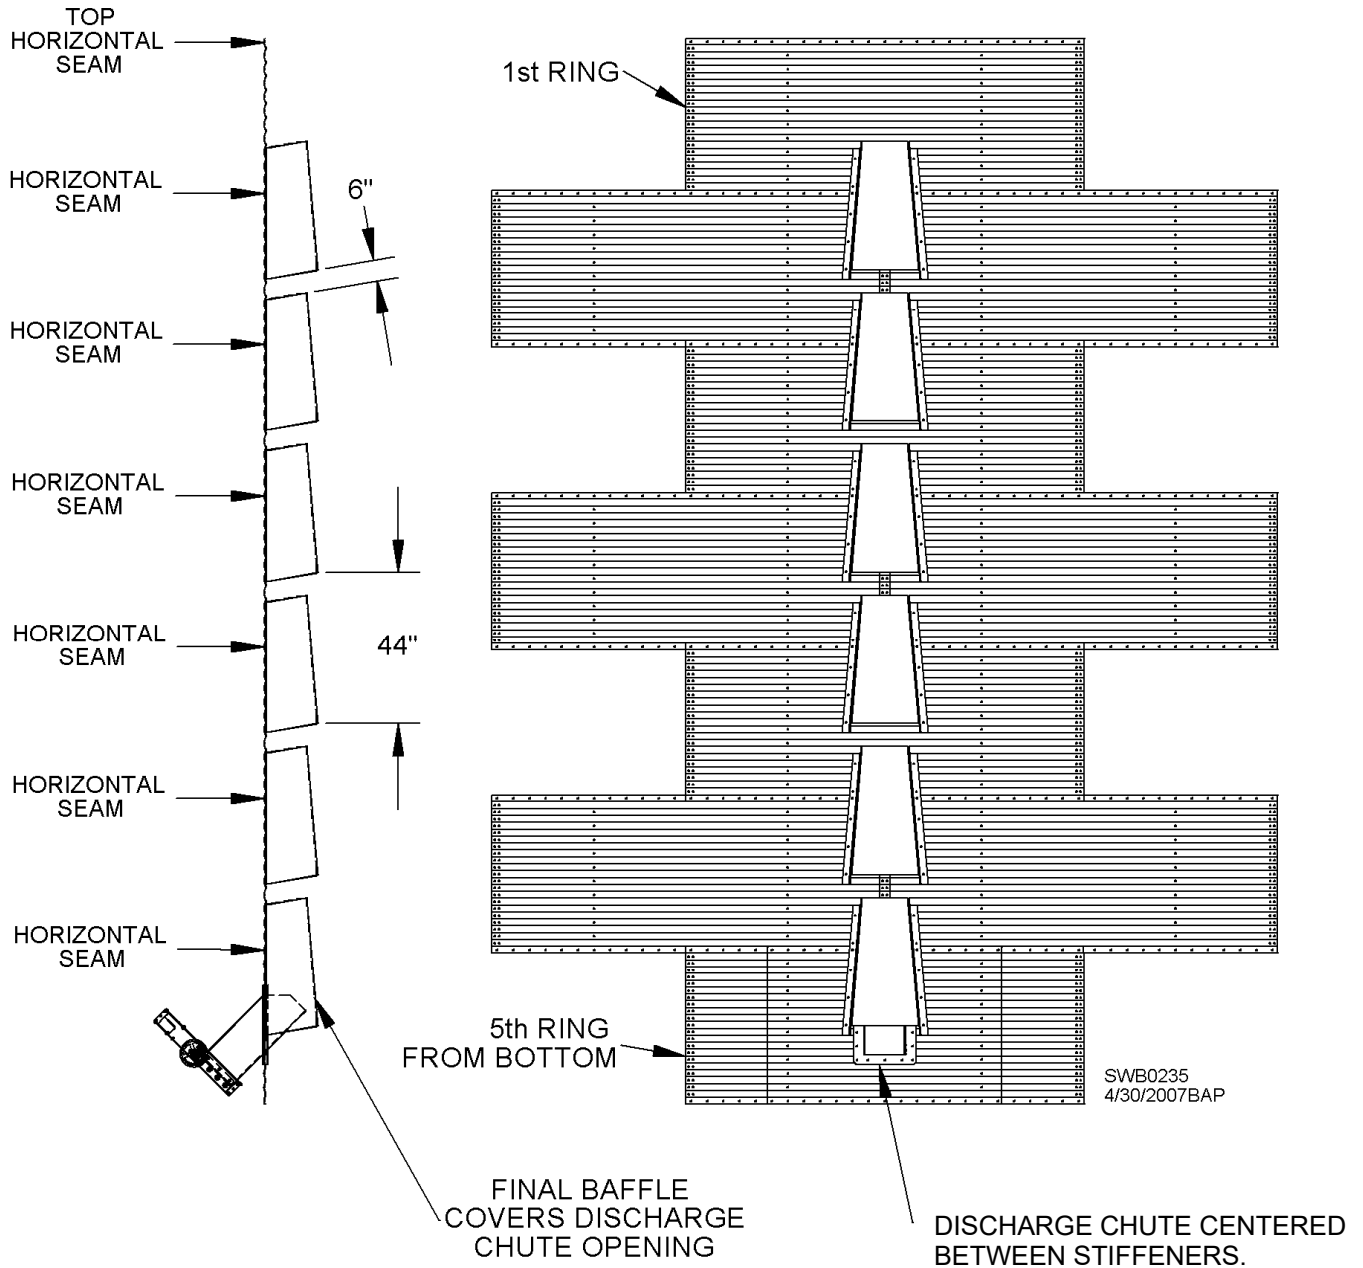 TOP
HORIZONTAL
SEAM
1st RING
HORIZONTAL
SEAM
6"
HORIZONTAL
SEAM
HORIZONTAL
SEAM
HORIZONTAL
SEAM
44"
HORIZONTAL
SEAM
HORIZONTAL
SEAM
5th RING
FROM BOTTOM
SWB0235
4/30/2007BAP
FINAL BAFFLE
COVERS DISCHARGE
CHUTE OPENING
DISCHARGE CHUTE CENTERED
BETWEEN STIFFENERS.